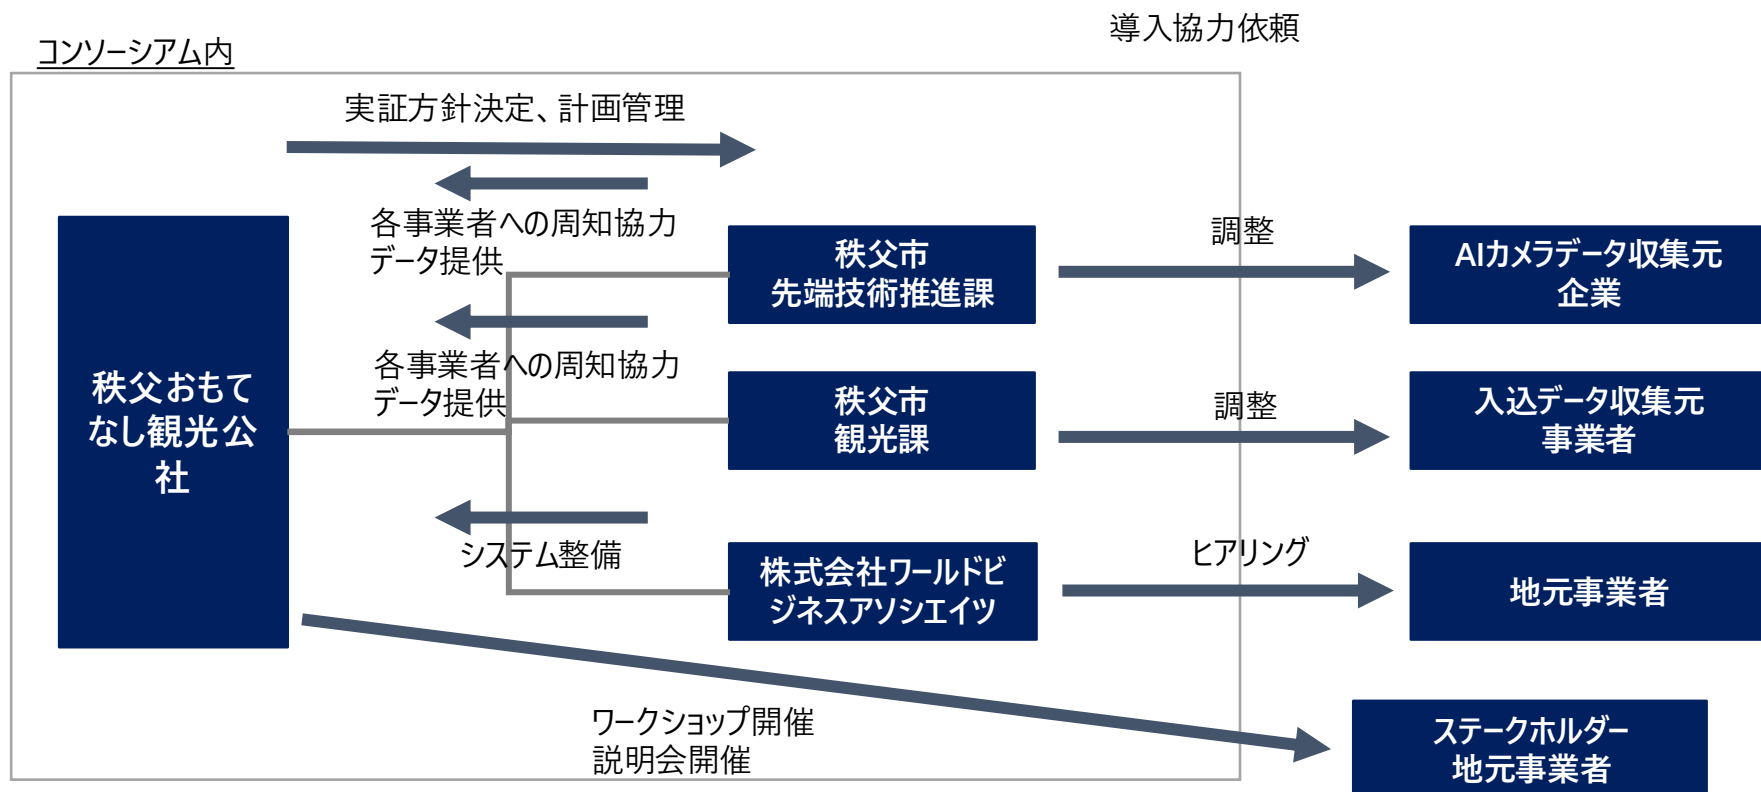 導入協力依頼
コンソーシアム内
実証方針決定、計画管理
各事業者への周知協力
データ提供
秩父市
先端技術推進課
調整
AIカメラデータ収集元
企業
秩父おもて
なし観光公
社
各事業者への周知協力
データ提供
秩父市
観光課
調整
入込データ収集元
事業者
システム整備
株式会社ワールドビ
ジネスアソシエイツ
ヒアリング
地元事業者
ワークショップ開催
説明会開催
ステークホルダー
地元事業者